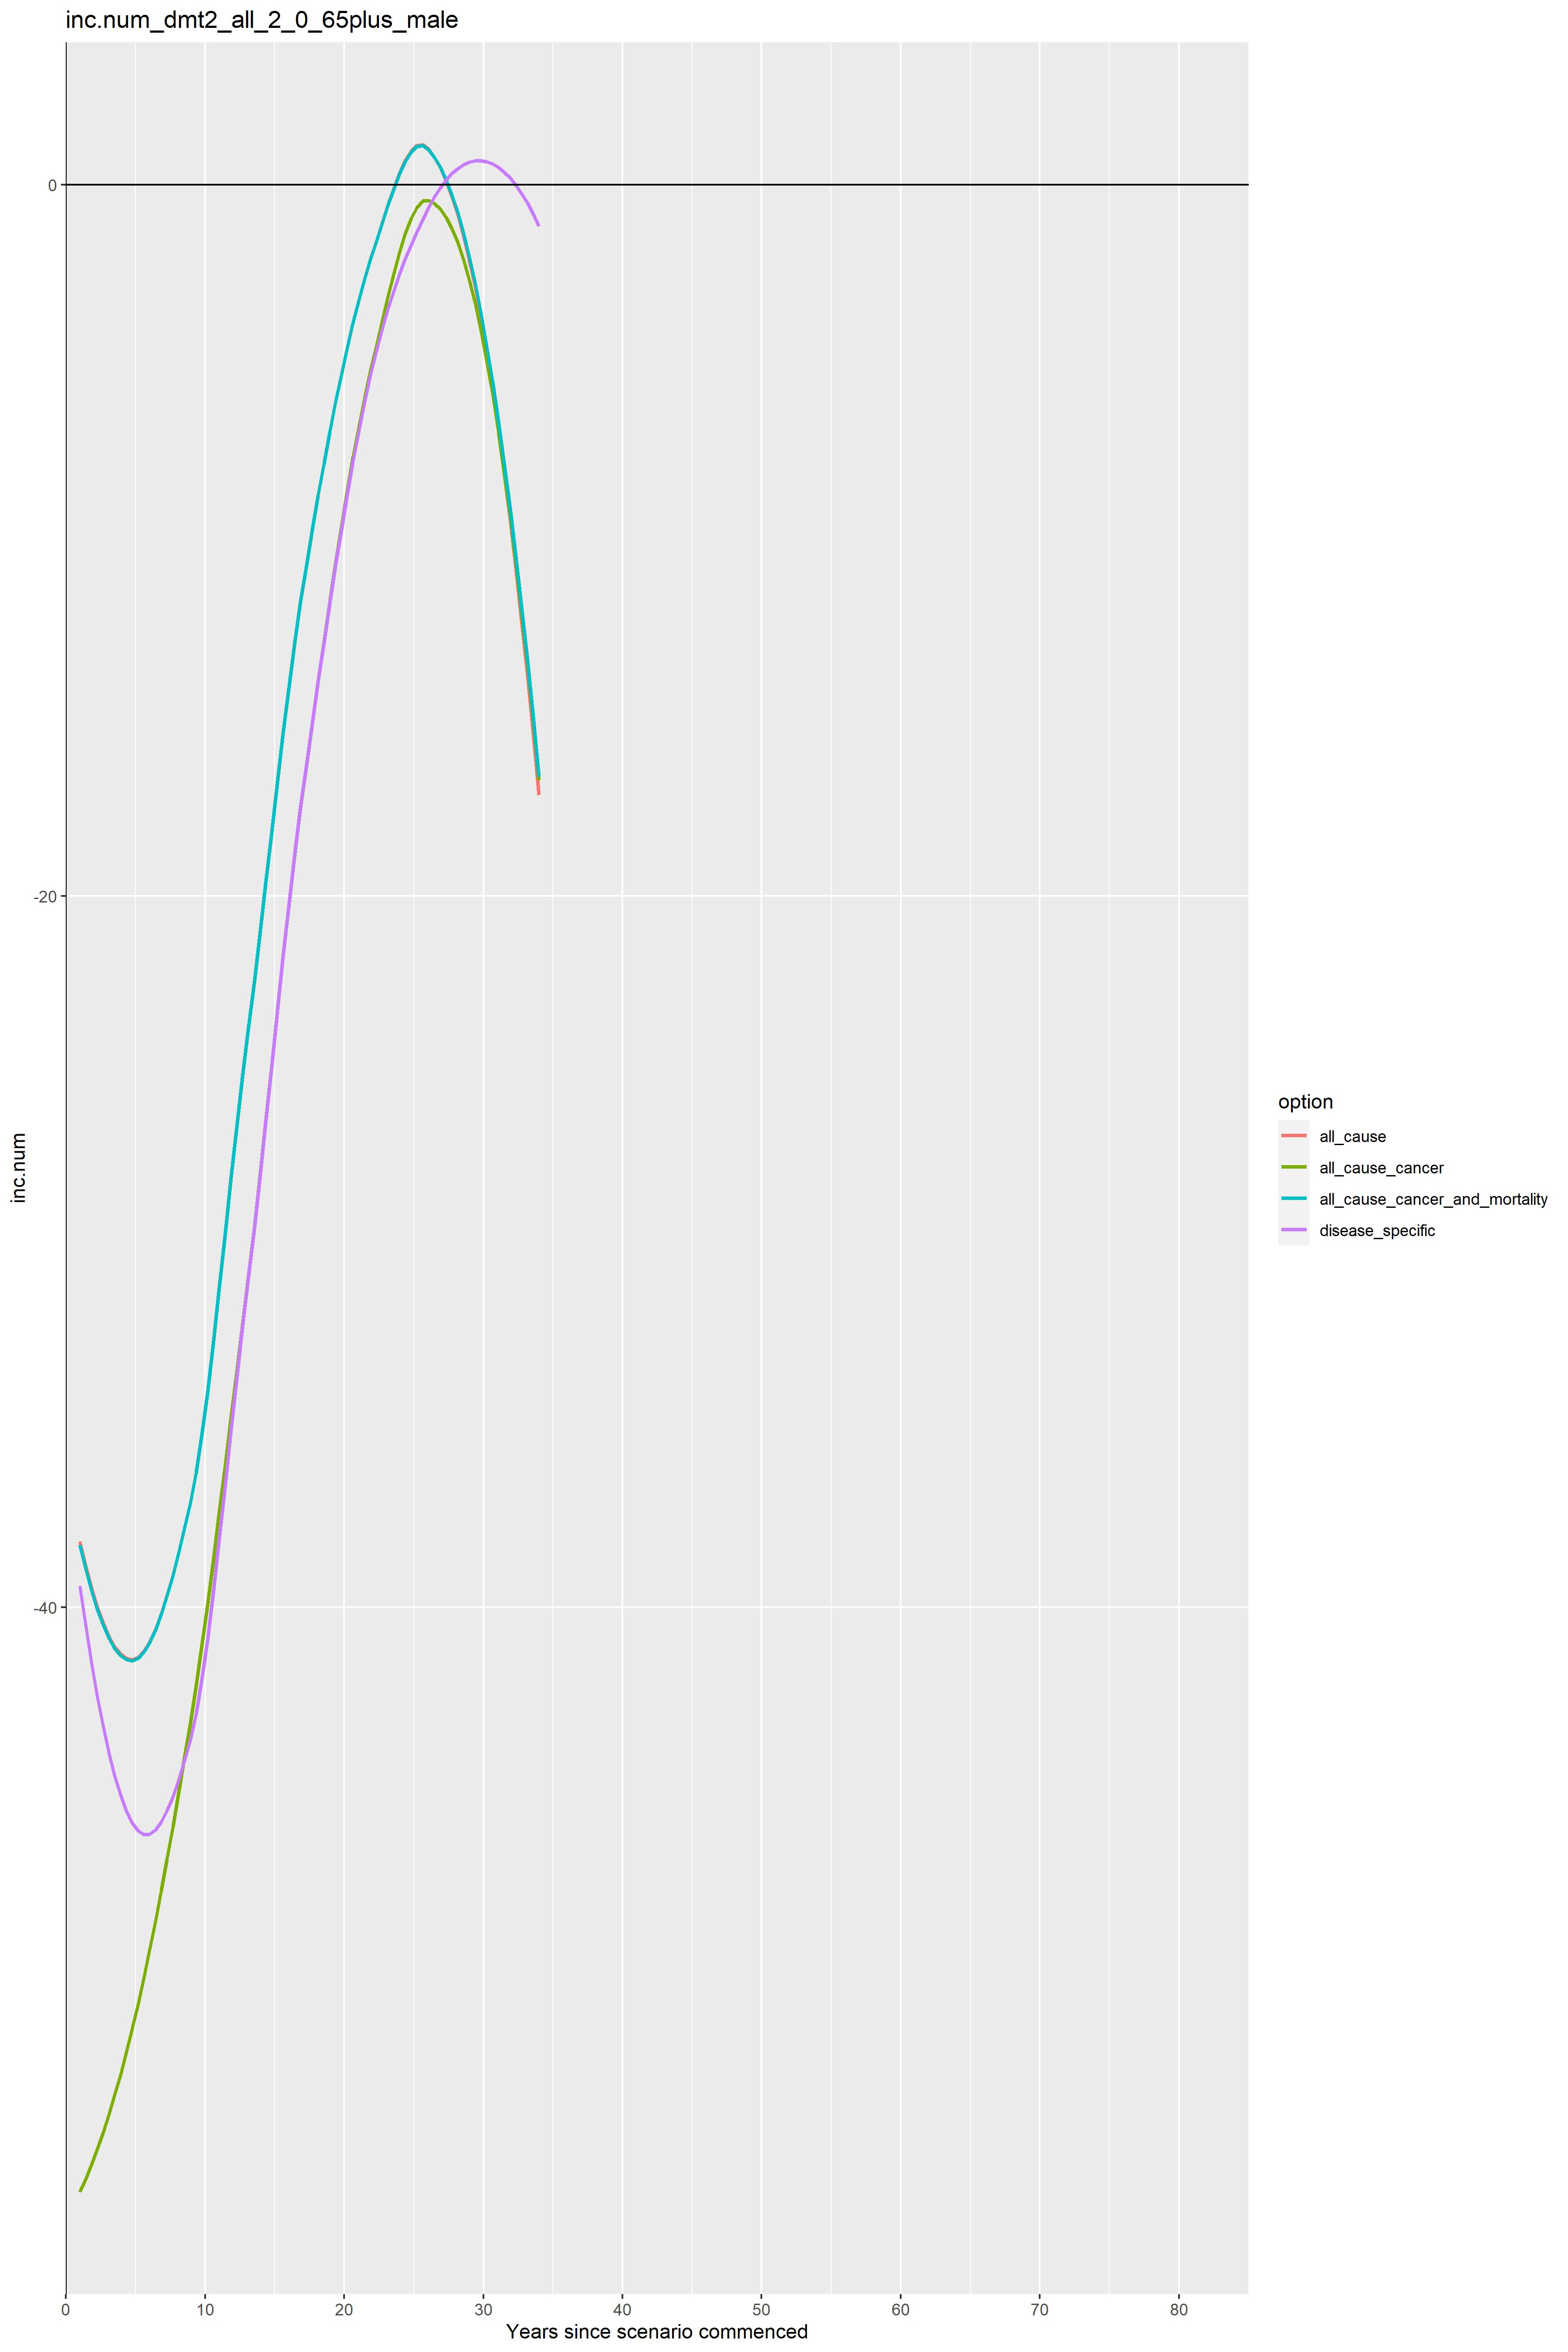 inc.num_dmt2_all_2_0_65plus_male
0
-20
-40
inc.num
0 10 20 30 40 50 60 70 80
Years since scenario commenced
option
all_cause
all_cause_cancer
all_cause_cancer_and_mortality
disease_specific